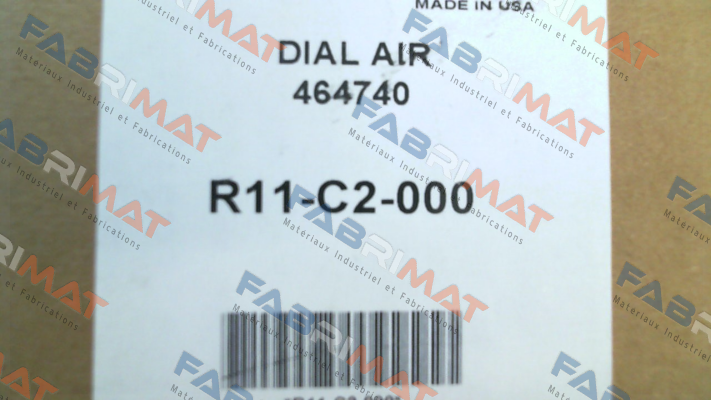 MADE IN USA
DIAL AIR
464740
R11-C2-000
FABRIMAT
Materiaux Industriel et Fabrications